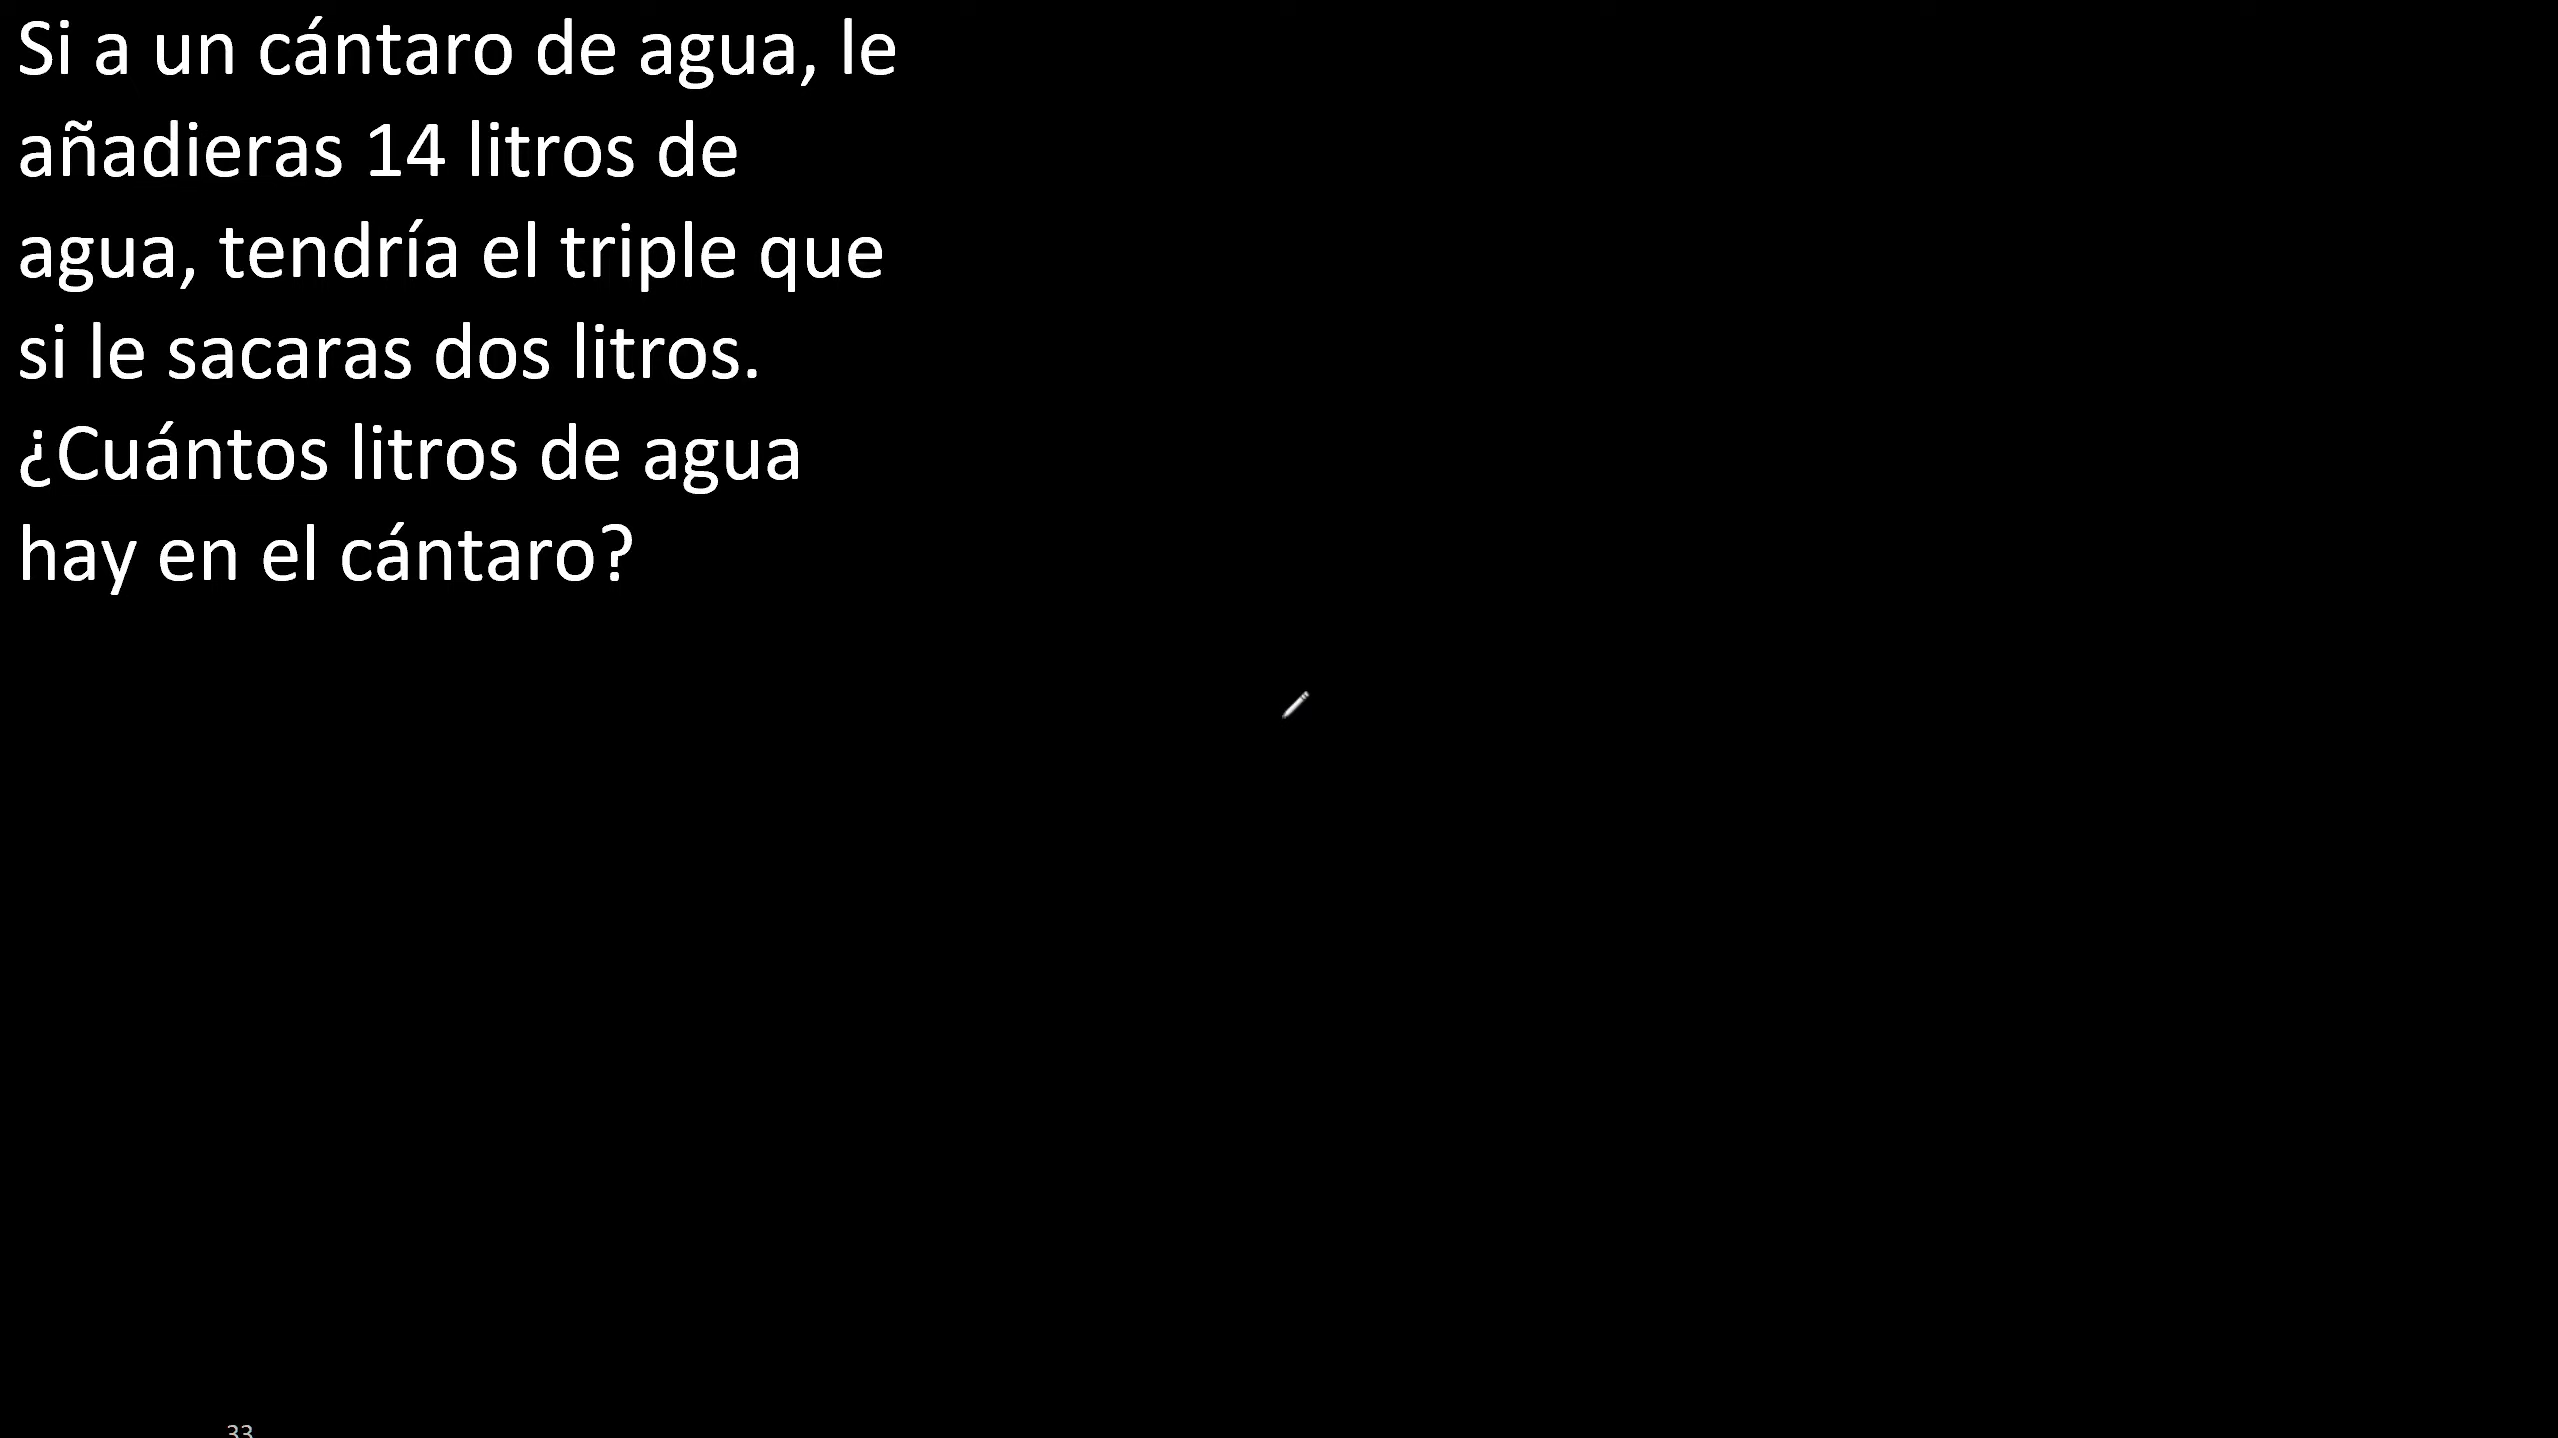 Si a un cántaro de agua, le
añadieras 14 litros de
agua, tendría el triple que
si le sacaras dos litros.
¿Cuántos litros de agua
hay en el cántaro?
33